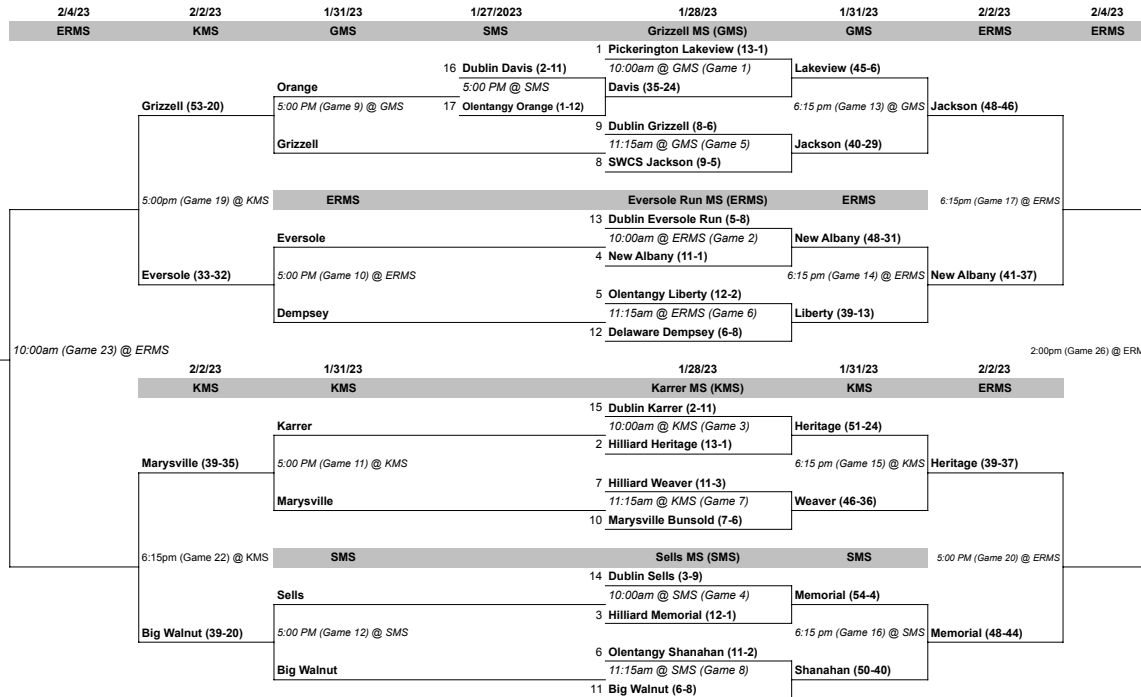 2/4/23 2/2/23 1/31/23 1/27/2023 1/28/23 1/31/23 2/2/23 2/4/23
ERMS KMS GMS SMS Grizzell MS (GMS) GMS ERMS ERMS
1 Pickerington Lakeview (13-1)
16 Dublin Davis (2-11) 10:00am @ GMS (Game 1) Lakeview (45-6)
Orange 5:00 PM @ SMS Davis (35-24)
Grizzell (53-20) 5:00 PM (Game 9) @ GMS 17 Olentangy Orange (1-12) 6:15 pm (Game 13) @ GMS Jackson (48-46)
9 Dublin Grizzell (8-6)
Grizzell 11:15am @ GMS (Game 5) Jackson (40-29)
8 SWCS Jackson (9-5)
5:00pm (Game 19) @ KMS ERMS Eversole Run MS (ERMS) ERMS 6:15pm (Game 17) @ ERMS
13 Dublin Eversole Run (5-8)
Eversole 10:00am @ ERMS (Game 2) New Albany (48-31)
4 New Albany (11-1)
Eversole (33-32) 5:00 PM (Game 10) @ ERMS 6:15 pm (Game 14) @ ERMS New Albany (41-37)
5 Olentangy Liberty (12-2)
Dempsey 11:15am @ ERMS (Game 6) Liberty (39-13)
12 Delaware Dempsey (6-8)
10:00am (Game 23) @ ERMS 2:00pm (Game 26) @ ERM
2/2/23 1/31/23 1/28/23 1/31/23 2/2/23
KMS KMS Karrer MS (KMS) KMS ERMS
15 Dublin Karrer (2-11)
Karrer 10:00am @ KMS (Game 3) Heritage (51-24)
2 Hilliard Heritage (13-1)
Marysville (39-35) 5:00 PM (Game 11) @ KMS 6:15 pm (Game 15) @ KMS Heritage (39-37)
7 Hilliard Weaver (11-3)
Marysville 11:15am @ KMS (Game 7) Weaver (46-36)
10 Marysville Bunsold (7-6)
6:15pm (Game 22) @ KMS SMS Sells MS (SMS) SMS 5:00 PM (Game 20) @ ERMS
14 Dublin Sells (3-9)
Sells 10:00am @ SMS (Game 4) Memorial (54-4)
3 Hilliard Memorial (12-1)
Big Walnut (39-20) 5:00 PM (Game 12) @ SMS 6:15 pm (Game 16) @ SMS Memorial (48-44)
6 Olentangy Shanahan (11-2)
Big Walnut 11:15am @ SMS (Game 8) Shanahan (50-40)
11 Big Walnut (6-8)